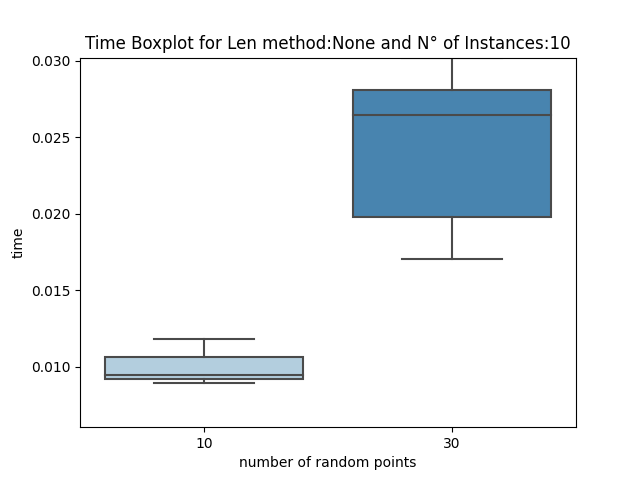 Time Boxplot for Len method:None and N° of Instances:10
0.030
0.025
0.020
0.015
0.010
time
10
30
number of random points